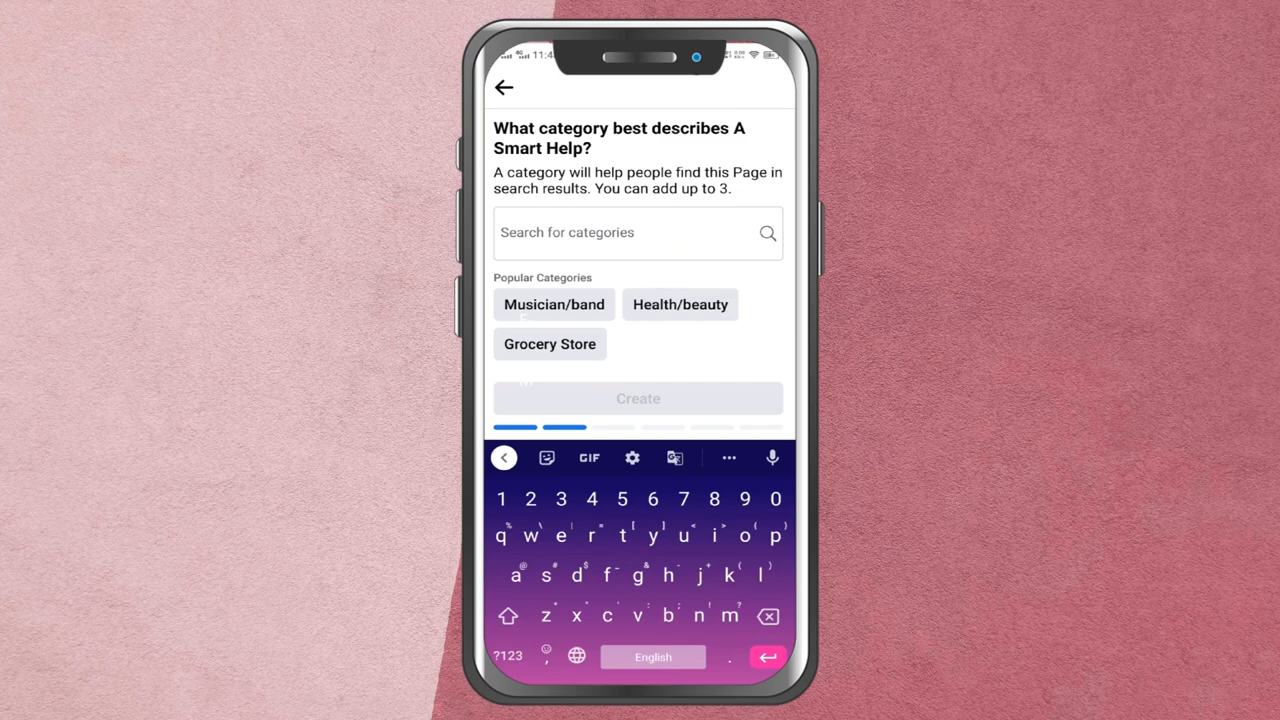 11:4
What category best describes A
Smart Help?
A category will help people find this Page in
search results. You can add up to 3.
Search for categories
Popular Categories
Musician/band Health/beauty
Grocery Store
Create
GIF
1 2 3 4 5 6 7 8 9 0
q w e r t y u i o p
a s d f g h j k l
z x c v b n m
?123 , English .